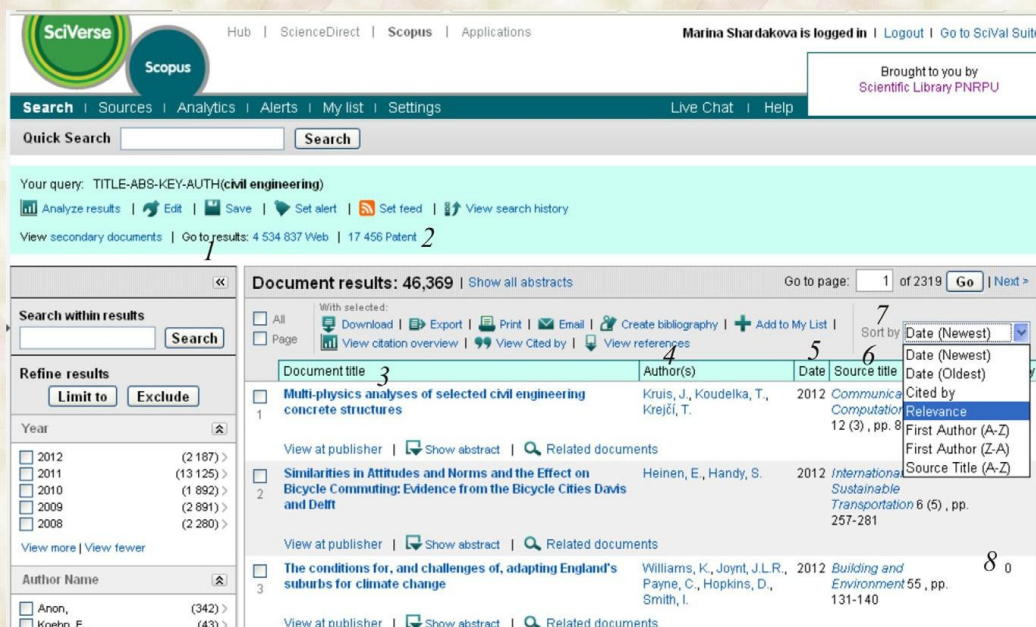 SciVerse
Scopus
Hub | ScienceDirect | Scopus | Applications
Marina Shardakova is logged in | Logout | Go to SciVal Suite
Brought to you by
Scientific Library PNRPU
Search | Sources | Analytics | Alerts | My list | Settings
Live Chat | Help
Quick Search
Search
Your query: TITLE-ABS-KEY-AUTH(civil engineering)
Analyze results | Edit | Save | Set alert | Set feed | View search history
View secondary documents | Go to results: 4 534 837 Web | 17 456 Patent 2
1
«
Search within results
Search
Refine results
Limit to Exclude
Year
2012 (2 187) >
2011 (13 125) >
2010 (1 892) >
2009 (2 891) >
2008 (2 280) >
View more | View fewer
Author Name
Anon, (342) >
Koehn, E. (43) >
Document results: 46,369 | Show all abstracts
Go to page: 1 of 2319 Go | Next >
All
Page
With selected:
Download | Export | Print | Email | Create bibliography | Add to My List |
View citation overview | View Cited by | View references
7
Sort by Date (Newest)
Date (Newest)
Date (Oldest)
Cited by
Relevance
First Author (A-Z)
First Author (Z-A)
Source Title (A-Z)
3 4 5 6
Document title Author(s) Date Source title
1
Multi-physics analyses of selected civil engineering
concrete structures
Kruis, J., Koudelka, T.,
Krejčí, T.
2012
12 (3) , pp. 8
View at publisher | Show abstract | Related documents
2
Similarities in Attitudes and Norms and the Effect on
Bicycle Commuting: Evidence from the Bicycle Cities Davis
and Delft
Heinen, E., Handy, S.
2012 International
Sustainable
Transportation 6 (5) , pp.
257-281
View at publisher | Show abstract | Related documents
3
The conditions for, and challenges of, adapting England's
suburbs for climate change
Williams, K., Joynt, J.L.R.,
Payne, C., Hopkins, D.,
Smith, I.
2012 Building and
Environment 55 , pp.
131-140
8 0
View at publisher | Show abstract | Related documents